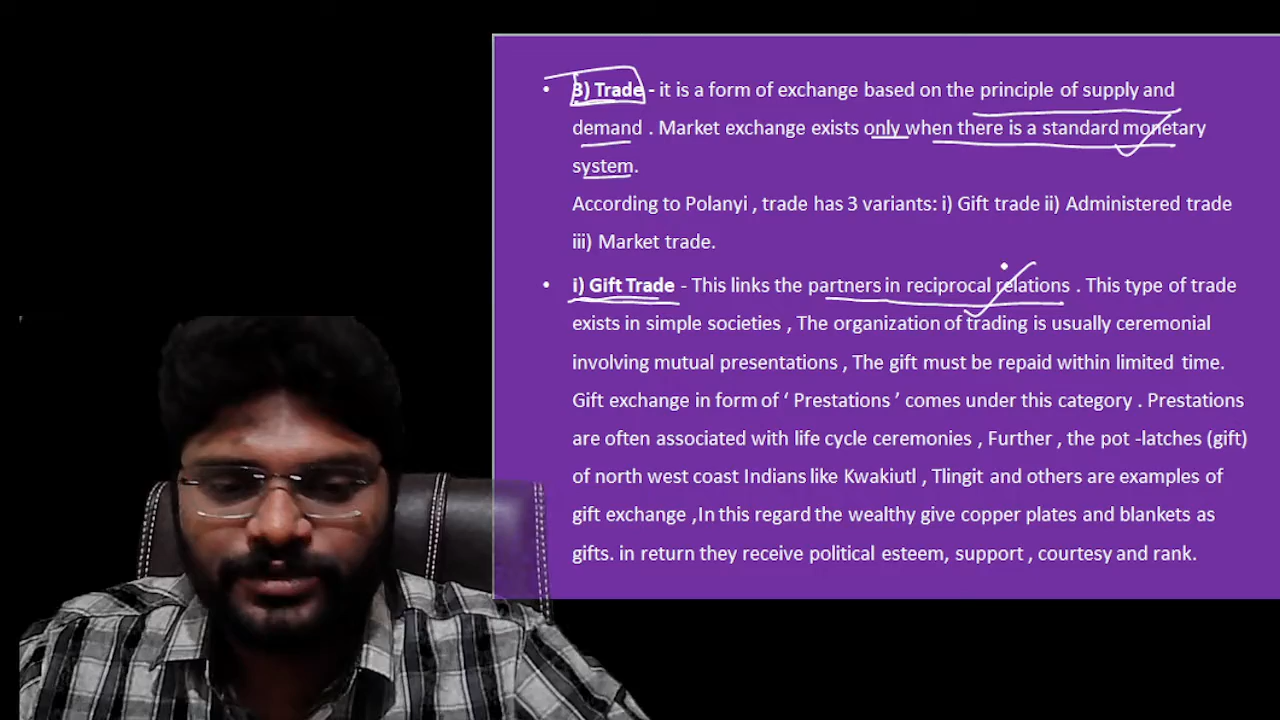 • 3) Trade - it is a form of exchange based on the principle of supply and
demand . Market exchange exists only when there is a standard monetary
system.
According to Polanyi , trade has 3 variants: i) Gift trade ii) Administered trade
iii) Market trade.
• i) Gift Trade - This links the partners in reciprocal relations . This type of trade
exists in simple societies , The organization of trading is usually ceremonial
involving mutual presentations , The gift must be repaid within limited time.
Gift exchange in form of ‘ Prestations ’ comes under this category . Prestations
are often associated with life cycle ceremonies , Further , the pot -latches (gift)
of north west coast Indians like Kwakiutl , Tlingit and others are examples of
gift exchange ,In this regard the wealthy give copper plates and blankets as
gifts. in return they receive political esteem, support , courtesy and rank.